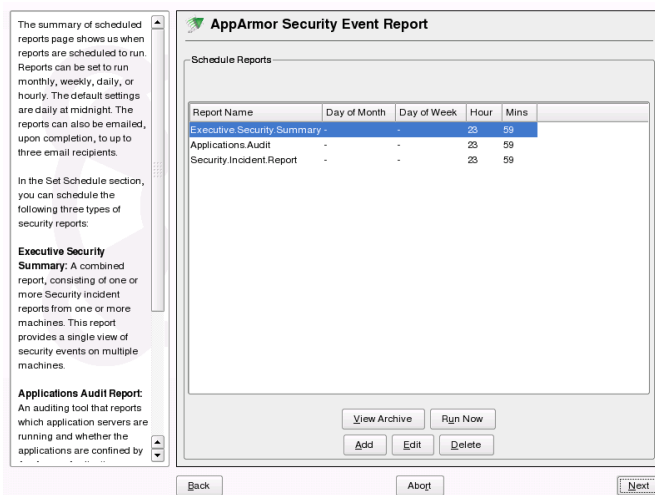 The summary of scheduled
reports page shows us when
reports are scheduled to run.
Reports can be set to run
monthly, weekly, daily, or
hourly. The default settings
are daily at midnight. The
reports can also be emailed,
upon completion, to up to
three email recipients.
In the Set Schedule section,
you can schedule the
following three types of
security reports:
Executive Security
Summary: A combined
report, consisting of one or
more Security incident
reports from one or more
machines. This report
provides a single view of
security events on multiple
machines.
Applications Audit Report:
An auditing tool that reports
which application servers are
running and whether the
applications are confined by
AppArmor Security Event Report
Schedule Reports
Report Name Day of Month Day of Week Hour Mins
Executive.Security.Summary - - 23 59
Applications.Audit - - 23 59
Security.Incident.Report - - 23 59
View Archive Run Now
Add Edit Delete
Back Abort Next